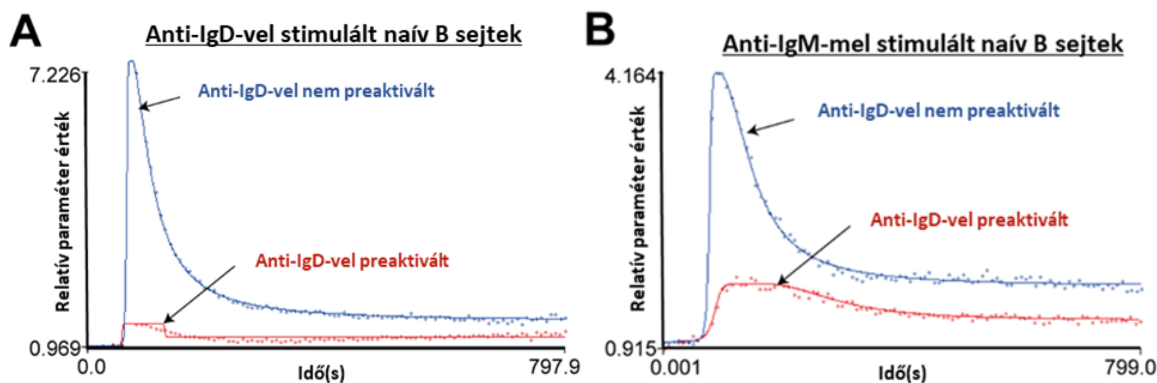 A
Anti-IgD-vel stimulált naív B sejtek
7.226
Relatív paraméter érték
Anti-IgD-vel nem preaktivált
Anti-IgD-vel preaktivált
0.969
0.0
Idő(s)
797.9
B
Anti-IgM-mel stimulált naív B sejtek
4.164
Relatív paraméter érték
Anti-IgD-vel nem preaktivált
Anti-IgD-vel preaktivált
0.915
0.001
Idő(s)
799.0